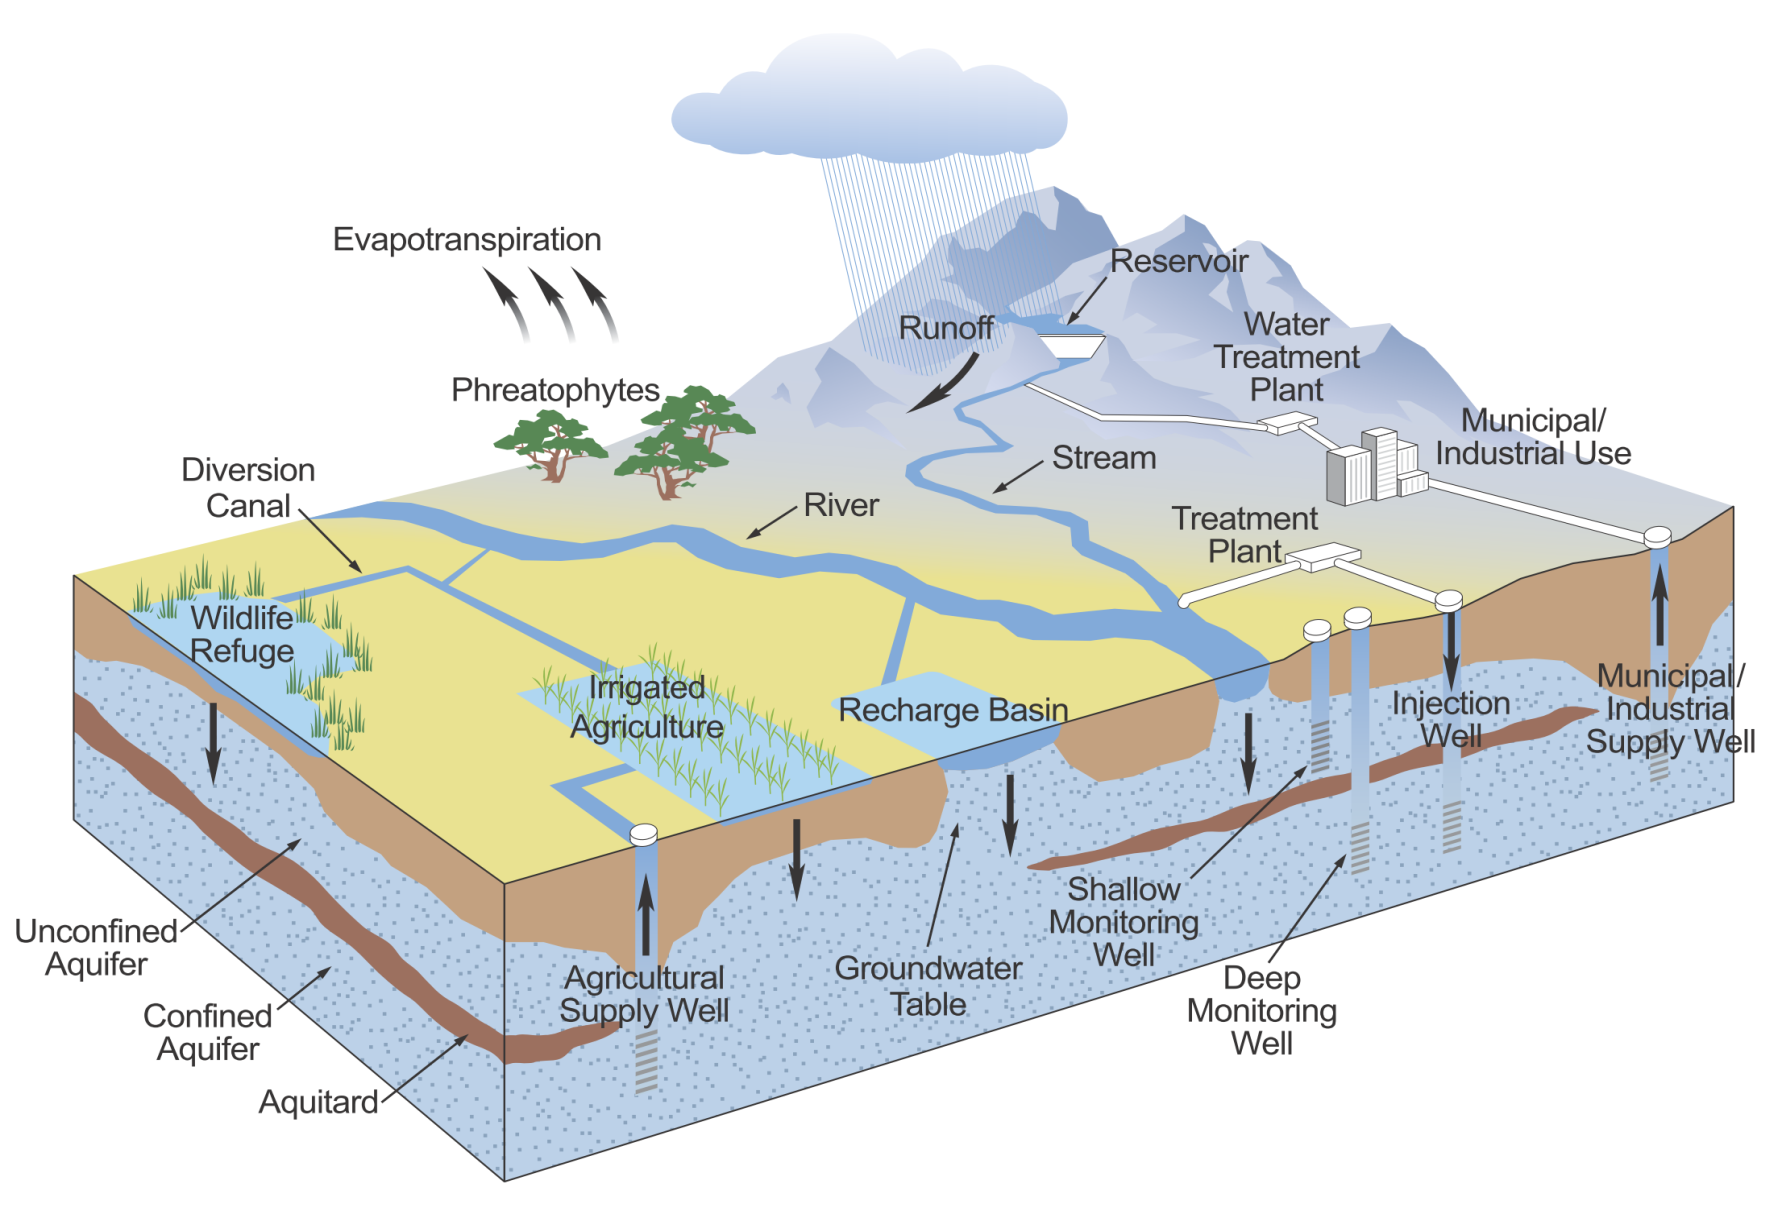 Evapotranspiration
Reservoir
Runoff
Water
Treatment
Plant
Phreatophytes
Municipal/
Industrial Use
Diversion
Canal
Stream
River
Treatment
Plant
Wildlife
Refuge
Irrigated
Agriculture
Recharge Basin
Injection
Well
Municipal/
Industrial
Supply Well
Unconfined
Aquifer
Confined
Aquifer
Aquitard
Agricultural
Supply Well
Groundwater
Table
Shallow
Monitoring
Well
Deep
Monitoring
Well